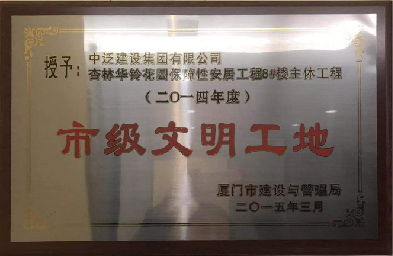 授予：中泛建设集团有限公司
杏林华铃花园保障性安居工程8#楼主体工程
（二〇一四年度）
市级文明工地
厦门市建设与管理局
二〇一五年三月